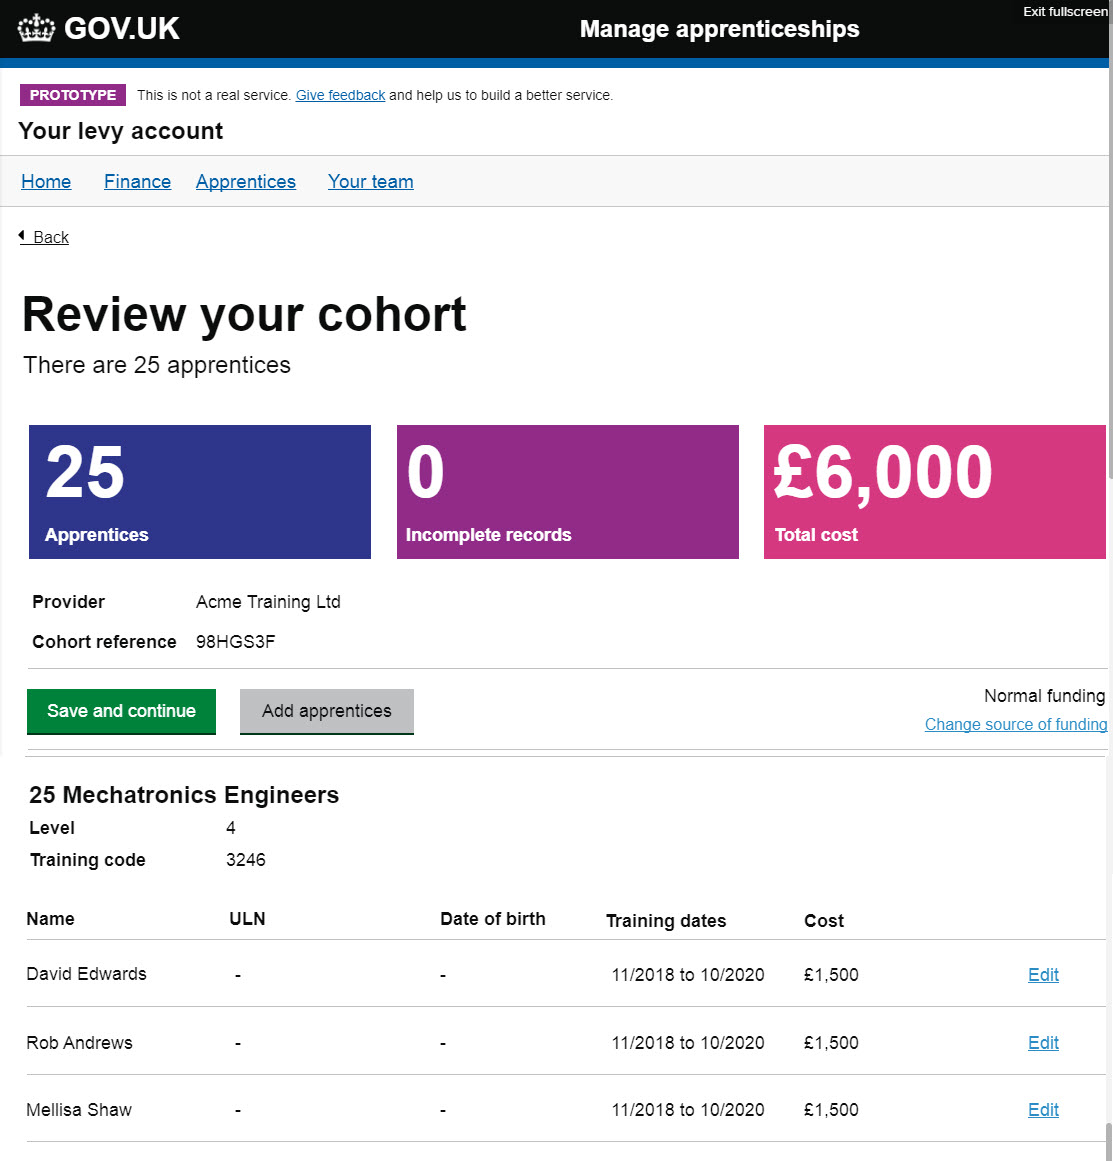 Exit fullscreen
GOV.UK Manage apprenticeships
PROTOTYPE This is not a real service. Give feedback and help us to build a better service.
Your levy account
Home Finance Apprentices Your team
Back
Review your cohort
There are 25 apprentices
25 0 £6,000
Apprentices Incomplete records Total cost
Provider Acme Training Ltd
Cohort reference 98HGS3F
Normal funding
Save and continue Add apprentices
Change source of funding
25 Mechatronics Engineers
Level 4
Training code 3246
Name ULN Date of birth Training dates Cost
David Edwards - - 11/2018 to 10/2020 £1,500 Edit
Rob Andrews - - 11/2018 to 10/2020 £1,500 Edit
Mellisa Shaw - - 11/2018 to 10/2020 £1,500 Edit